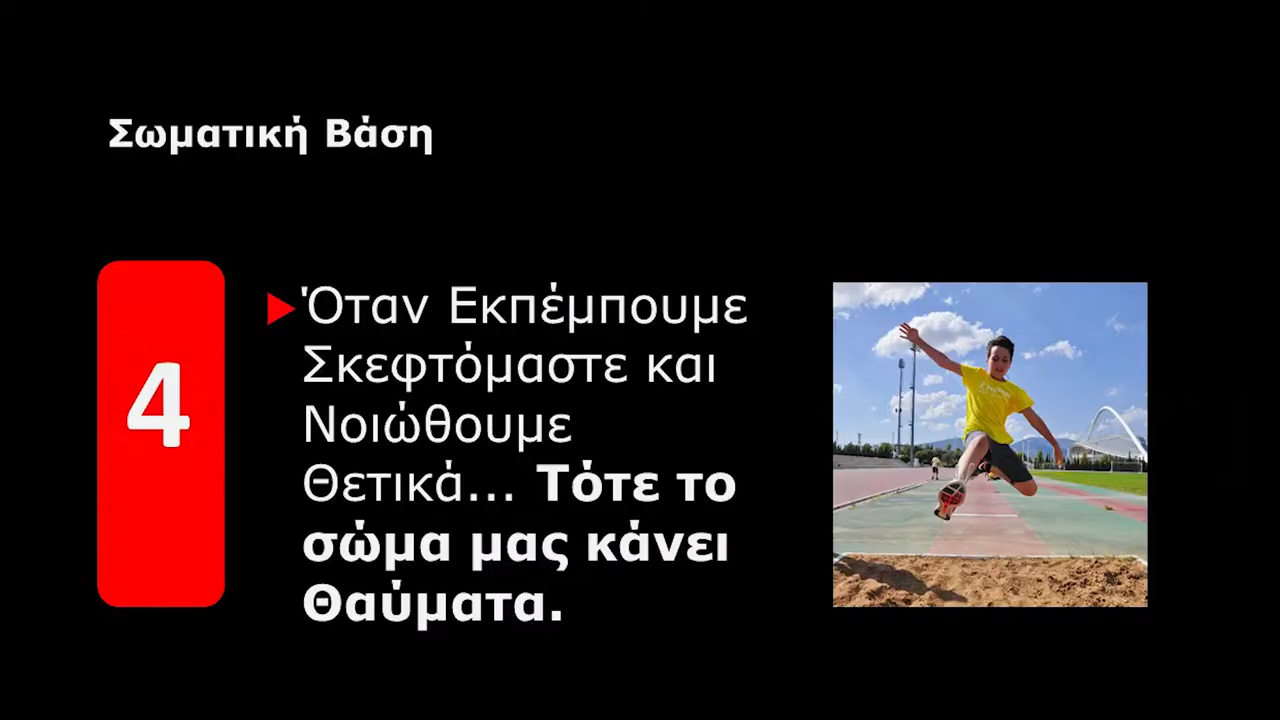 Σωματική Βάση
4
Όταν Εκπέμπουμε
Σκεφτόμαστε και
Νοιώθουμε
Θετικά... Τότε το
σώμα μας κάνει
Θαύματα.